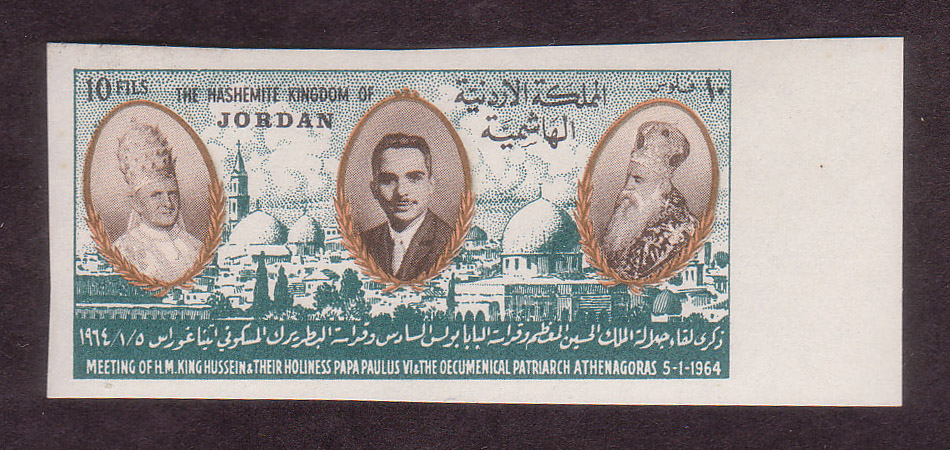 10 FILS
THE HASHEMITE KINGDOM OF
JORDAN
المملكة الاردنية
الهاشمية
١٠ فلوس
ذكرى لقاء جلالة الملك الحسين المعظم وقداسة البابا بولس السادس وقداسة البطريرك المسكوني اثيناغوراس ١٩٦٤/١/٥
MEETING OF H.M. KING HUSSEIN & THEIR HOLINESS PAPA PAULUS VI & THE OECUMENICAL PATRIARCH ATHENAGORAS 5-1-1964